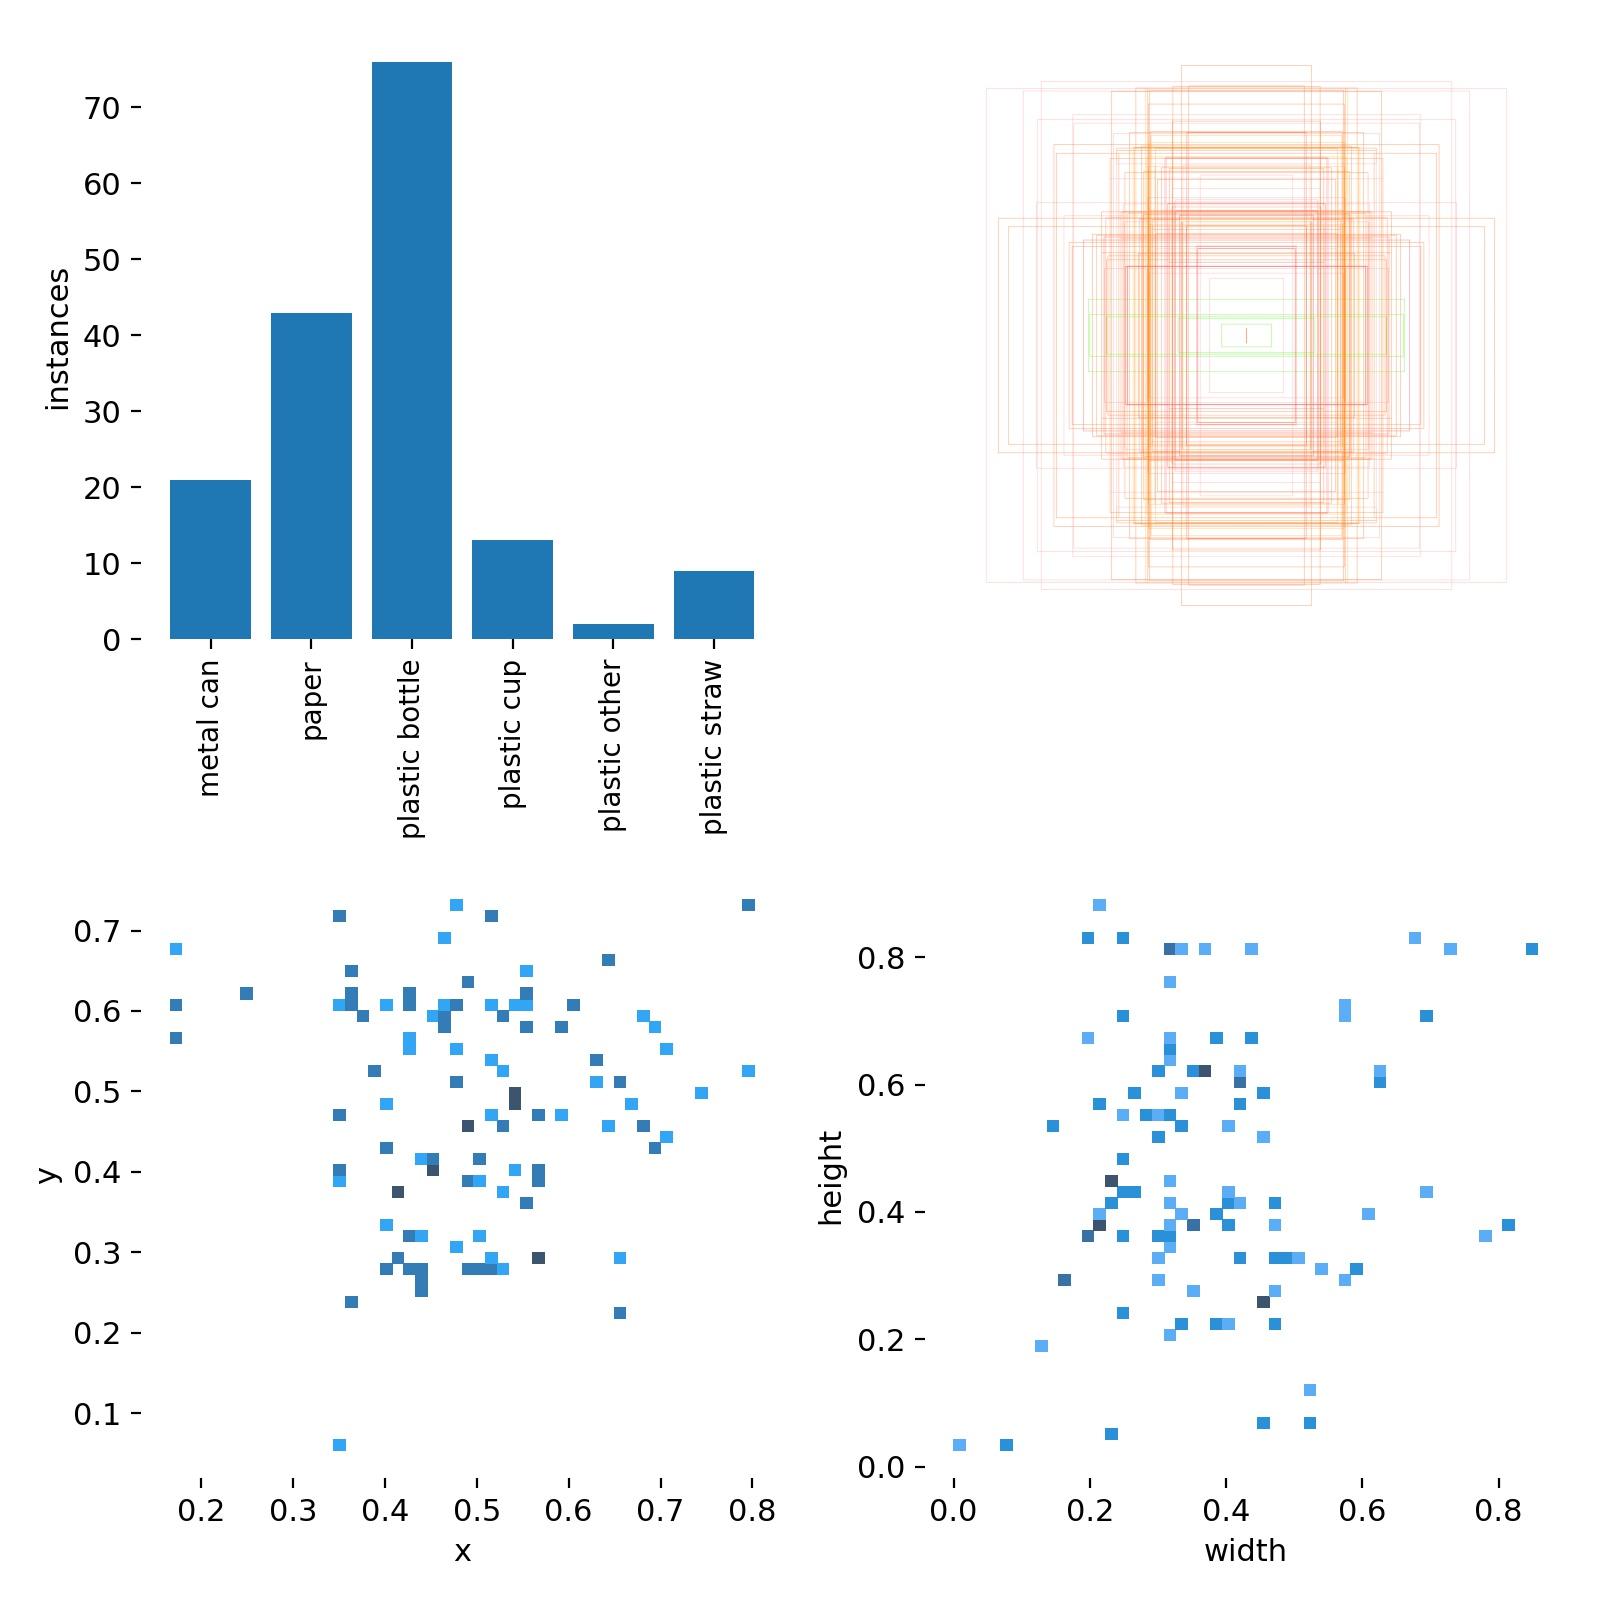 70
60
50
40
30
20
10
0
instances
metal can
paper
plastic bottle
plastic cup
plastic other
plastic straw
0.7
0.6
0.5
0.4
0.3
0.2
0.1
y
0.2 0.3 0.4 0.5 0.6 0.7 0.8
x
0.8
0.6
0.4
0.2
0.0
height
0.0 0.2 0.4 0.6 0.8
width